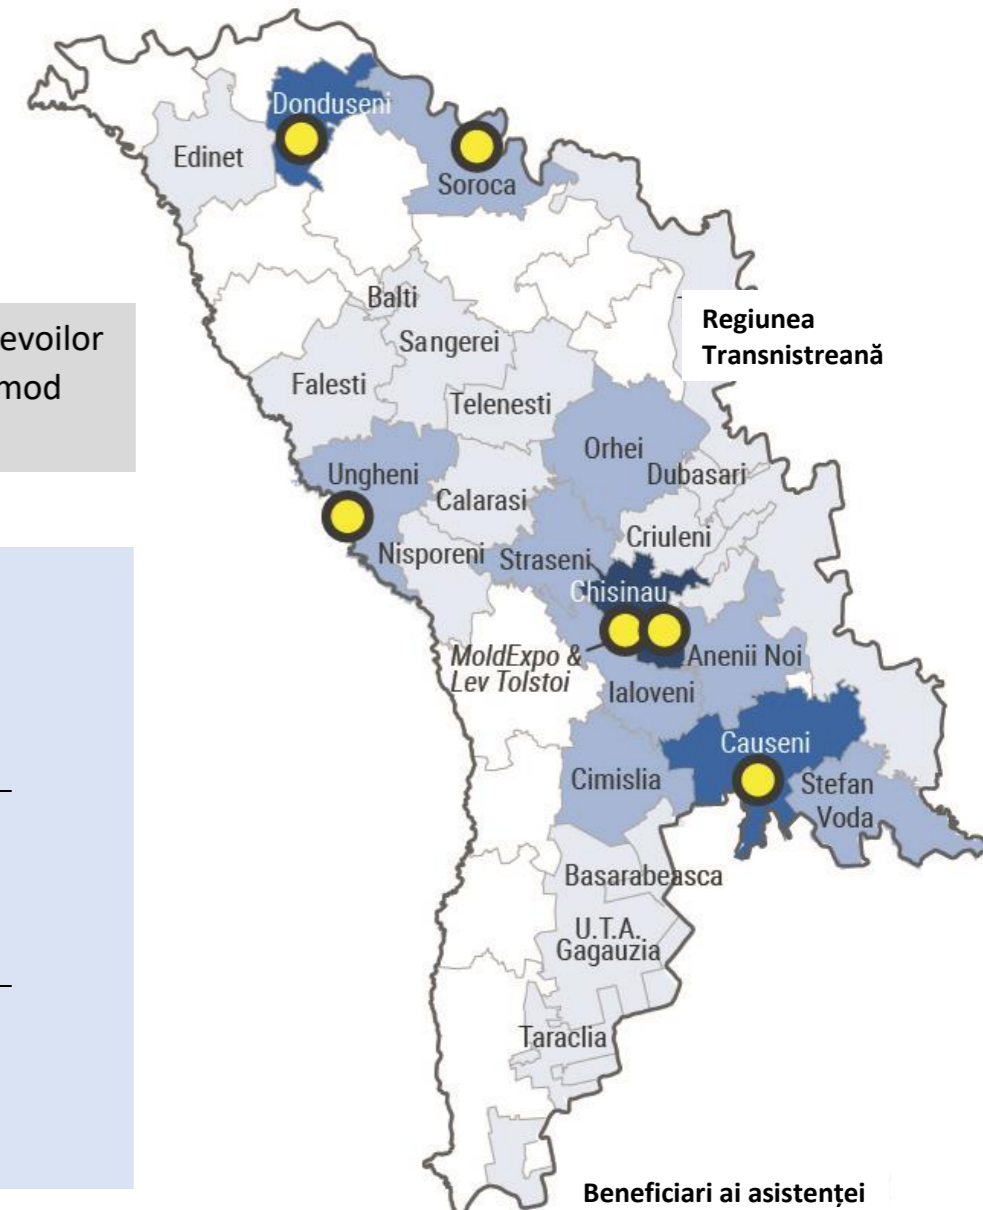 Donduseni
Edinet
Soroca
Balti
Regiunea
Transnistreană
evoilor
mod
Sangerei
Falesti
Telenesti
Orhei
Ungheni
Dubasari
Calarasi
Criuleni
Nisporeni
Straseni
Chisinau
MoldExpo &
Lev Tolstoi
Anenii Noi
Ialoveni
Causeni
Cimislia
Stefan
Voda
Basarabeasca
U.T.A.
Gagauzia
Taraclia
Beneficiari ai asistenței